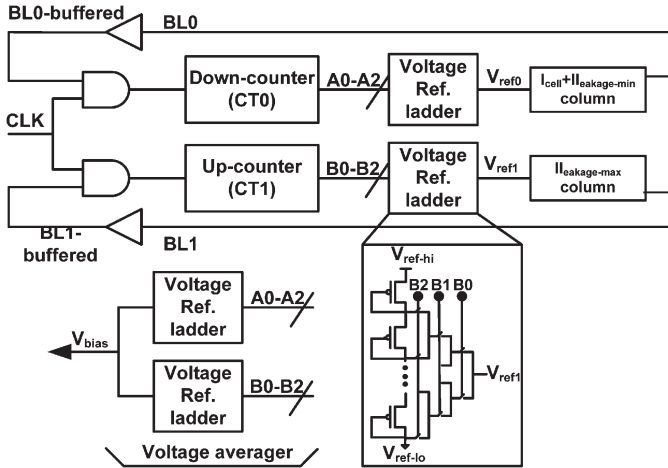 BL0-buffered
BL0
Down-counter
(CT0)
A0-A2
Voltage
Ref.
ladder
Vref0
Icell+IIeakage-min
column
CLK
Up-counter
(CT1)
B0-B2
Voltage
Ref.
ladder
Vref1
IIeakage-max
column
BL1-
buffered
BL1
Vref-hi
B2 B1 B0
Vref1
Vref-lo
Voltage
Ref.
ladder
A0-A2
Vbias
Voltage
Ref.
ladder
B0-B2
Voltage averager